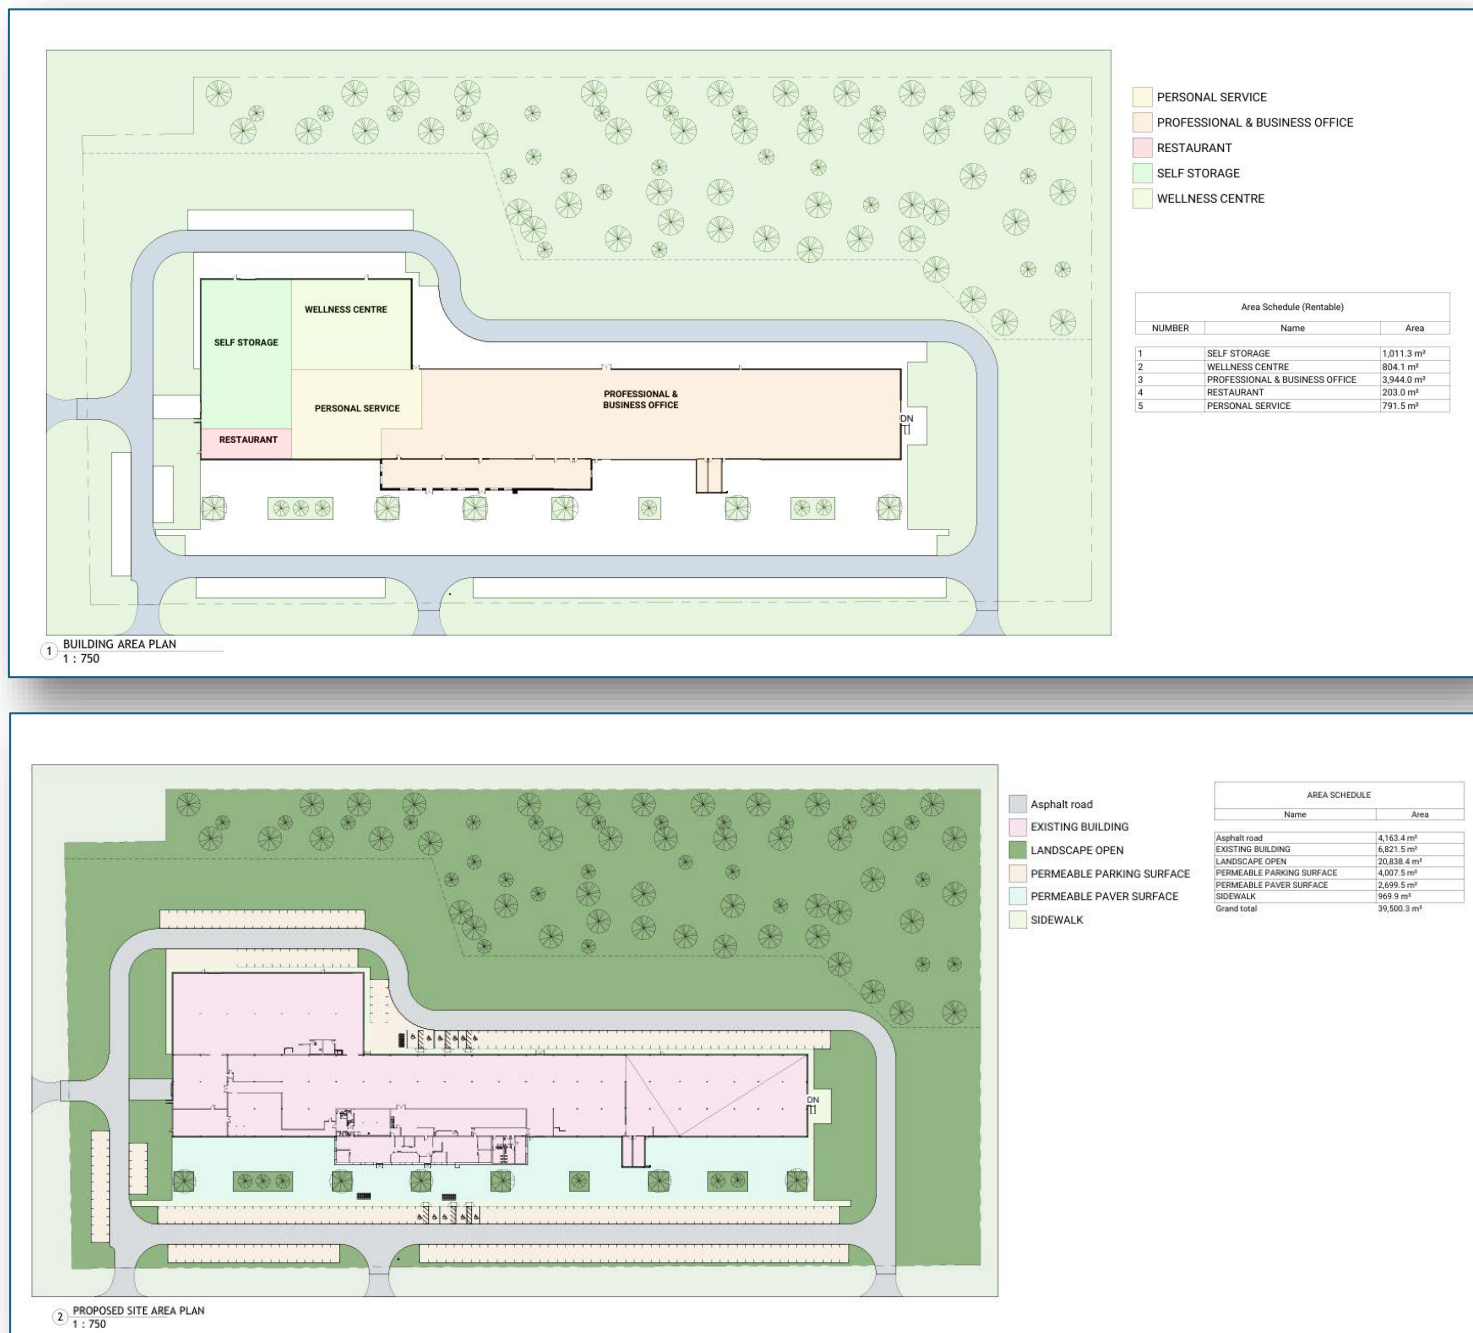 PERSONAL SERVICE
PROFESSIONAL & BUSINESS OFFICE
RESTAURANT
SELF STORAGE
WELLNESS CENTRE
WELLNESS CENTRE
SELF STORAGE
PERSONAL SERVICE
PROFESSIONAL &
BUSINESS OFFICE
RESTAURANT
DN
Area Schedule (Rentable)
NUMBER Name Area
1 SELF STORAGE 1,011.3 m²
2 WELLNESS CENTRE 804.1 m²
3 PROFESSIONAL & BUSINESS OFFICE 3,944.0 m²
4 RESTAURANT 203.0 m²
5 PERSONAL SERVICE 791.5 m²
1 BUILDING AREA PLAN
1 : 750
Asphalt road
EXISTING BUILDING
LANDSCAPE OPEN
PERMEABLE PARKING SURFACE
PERMEABLE PAVER SURFACE
SIDEWALK
AREA SCHEDULE
Name Area
Asphalt road 4,163.4 m²
EXISTING BUILDING 6,821.5 m²
LANDSCAPE OPEN 20,838.4 m²
PERMEABLE PARKING SURFACE 4,007.5 m²
PERMEABLE PAVER SURFACE 2,699.5 m²
SIDEWALK 969.9 m²
Grand total 39,500.3 m²
DN
2 PROPOSED SITE AREA PLAN
1 : 750